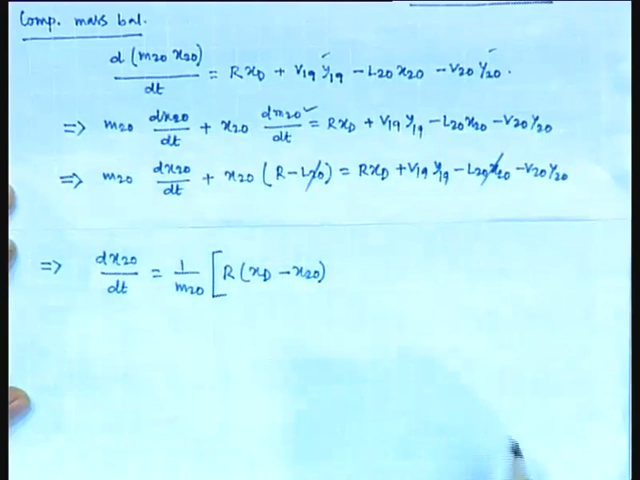 Comp. mass bal.
d (m20 x20) / dt = R xD + V19 y19 - L20 x20 - V20 y20.
⇒ m20 dx20/dt + x20 dm20/dt = R xD + V19 y19 - L20 x20 - V20 y20
⇒ m20 dx20/dt + x20 (R - L20) = R xD + V19 y19 - L20 x20 - V20 y20
⇒ dx20/dt = 1/m20 [ R (xD - x20)